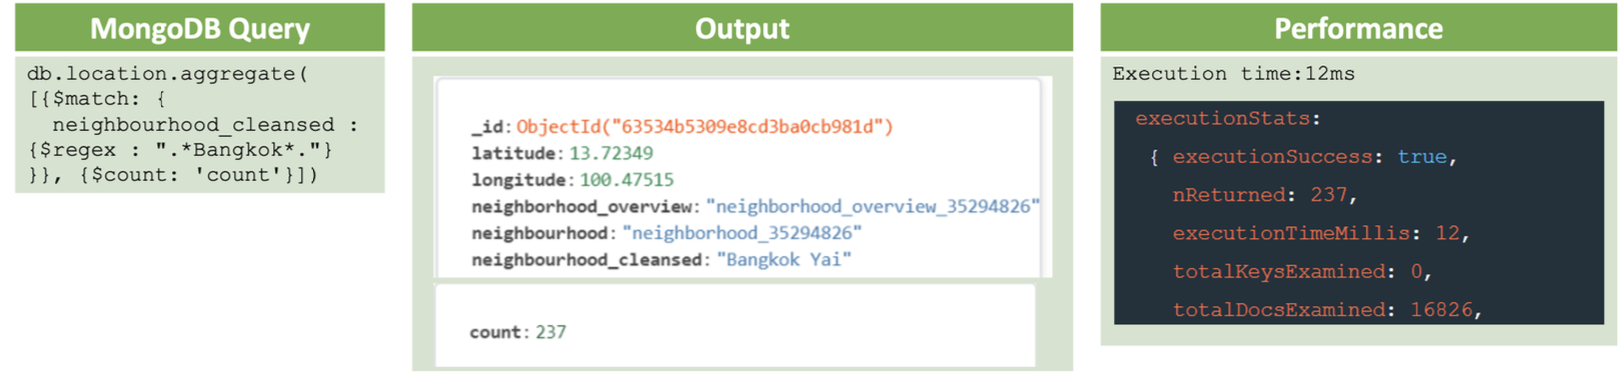 MongoDB Query
db.location.aggregate(
[{$match: {
neighbourhood_cleansed :
{$regex : ".*Bangkok*."}
}}, {$count: 'count'}])
Output
_id: ObjectId("63534b5309e8cd3ba0cb981d")
latitude: 13.72349
longitude: 100.47515
neighborhood_overview: "neighborhood_overview_35294826"
neighbourhood: "neighborhood_35294826"
neighbourhood_cleansed: "Bangkok Yai"
count: 237
Performance
Execution time:12ms
executionStats:
{ executionSuccess: true,
nReturned: 237,
executionTimeMillis: 12,
totalKeysExamined: 0,
totalDocsExamined: 16826,